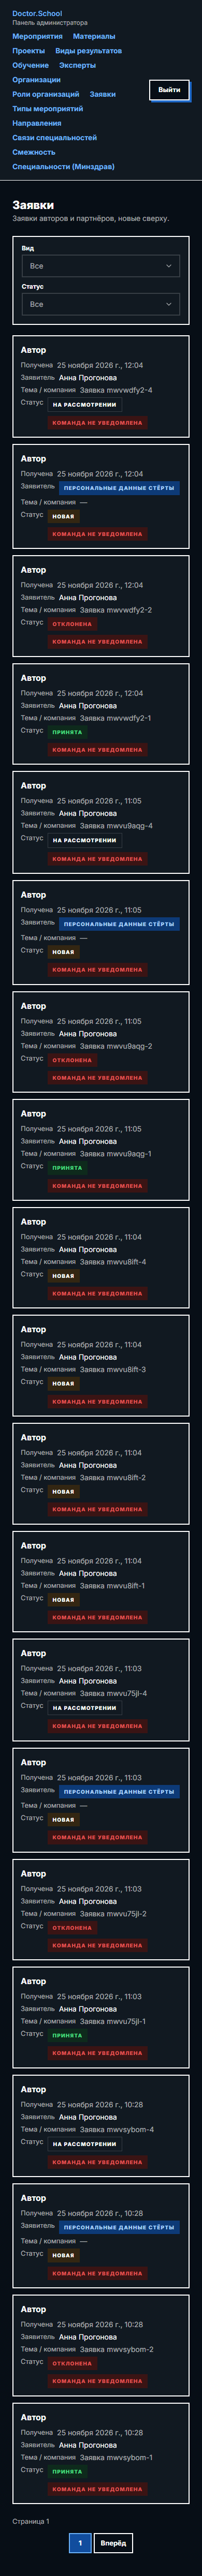 Doctor.School
Панель администратора
Мероприятия Материалы
Проекты Виды результатов
Обучение Эксперты
Организации
Роли организаций Заявки
Типы мероприятий
Направления
Связи специальностей
Смежность
Специальности (Минздрав)
Выйти
Заявки
Заявки авторов и партнёров, новые сверху.
Вид
Все
Статус
Все
Автор
Получена 25 ноября 2026 г., 12:04
Заявитель Анна Прогонова
Тема / компания Заявка mwvwdfy2-4
Статус НА РАССМОТРЕНИИ
КОМАНДА НЕ УВЕДОМЛЕНА
Автор
Получена 25 ноября 2026 г., 12:04
Заявитель ПЕРСОНАЛЬНЫЕ ДАННЫЕ СТЁРТЫ
Тема / компания —
Статус НОВАЯ
КОМАНДА НЕ УВЕДОМЛЕНА
Автор
Получена 25 ноября 2026 г., 12:04
Заявитель Анна Прогонова
Тема / компания Заявка mwvwdfy2-2
Статус ОТКЛОНЕНА
КОМАНДА НЕ УВЕДОМЛЕНА
Автор
Получена 25 ноября 2026 г., 12:04
Заявитель Анна Прогонова
Тема / компания Заявка mwvwdfy2-1
Статус ПРИНЯТА
КОМАНДА НЕ УВЕДОМЛЕНА
Автор
Получена 25 ноября 2026 г., 11:05
Заявитель Анна Прогонова
Тема / компания Заявка mwvu9aqg-4
Статус НА РАССМОТРЕНИИ
КОМАНДА НЕ УВЕДОМЛЕНА
Автор
Получена 25 ноября 2026 г., 11:05
Заявитель ПЕРСОНАЛЬНЫЕ ДАННЫЕ СТЁРТЫ
Тема / компания —
Статус НОВАЯ
КОМАНДА НЕ УВЕДОМЛЕНА
Автор
Получена 25 ноября 2026 г., 11:05
Заявитель Анна Прогонова
Тема / компания Заявка mwvu9aqg-2
Статус ОТКЛОНЕНА
КОМАНДА НЕ УВЕДОМЛЕНА
Автор
Получена 25 ноября 2026 г., 11:05
Заявитель Анна Прогонова
Тема / компания Заявка mwvu9aqg-1
Статус ПРИНЯТА
КОМАНДА НЕ УВЕДОМЛЕНА
Автор
Получена 25 ноября 2026 г., 11:04
Заявитель Анна Прогонова
Тема / компания Заявка mwvu8ift-4
Статус НОВАЯ
КОМАНДА НЕ УВЕДОМЛЕНА
Автор
Получена 25 ноября 2026 г., 11:04
Заявитель Анна Прогонова
Тема / компания Заявка mwvu8ift-3
Статус НОВАЯ
КОМАНДА НЕ УВЕДОМЛЕНА
Автор
Получена 25 ноября 2026 г., 11:04
Заявитель Анна Прогонова
Тема / компания Заявка mwvu8ift-2
Статус НОВАЯ
КОМАНДА НЕ УВЕДОМЛЕНА
Автор
Получена 25 ноября 2026 г., 11:04
Заявитель Анна Прогонова
Тема / компания Заявка mwvu8ift-1
Статус НОВАЯ
КОМАНДА НЕ УВЕДОМЛЕНА
Автор
Получена 25 ноября 2026 г., 11:03
Заявитель Анна Прогонова
Тема / компания Заявка mwvu75jl-4
Статус НА РАССМОТРЕНИИ
КОМАНДА НЕ УВЕДОМЛЕНА
Автор
Получена 25 ноября 2026 г., 11:03
Заявитель ПЕРСОНАЛЬНЫЕ ДАННЫЕ СТЁРТЫ
Тема / компания —
Статус НОВАЯ
КОМАНДА НЕ УВЕДОМЛЕНА
Автор
Получена 25 ноября 2026 г., 11:03
Заявитель Анна Прогонова
Тема / компания Заявка mwvu75jl-2
Статус ОТКЛОНЕНА
КОМАНДА НЕ УВЕДОМЛЕНА
Автор
Получена 25 ноября 2026 г., 11:03
Заявитель Анна Прогонова
Тема / компания Заявка mwvu75jl-1
Статус ПРИНЯТА
КОМАНДА НЕ УВЕДОМЛЕНА
Автор
Получена 25 ноября 2026 г., 10:28
Заявитель Анна Прогонова
Тема / компания Заявка mwvsybom-4
Статус НА РАССМОТРЕНИИ
КОМАНДА НЕ УВЕДОМЛЕНА
Автор
Получена 25 ноября 2026 г., 10:28
Заявитель ПЕРСОНАЛЬНЫЕ ДАННЫЕ СТЁРТЫ
Тема / компания —
Статус НОВАЯ
КОМАНДА НЕ УВЕДОМЛЕНА
Автор
Получена 25 ноября 2026 г., 10:28
Заявитель Анна Прогонова
Тема / компания Заявка mwvsybom-2
Статус ОТКЛОНЕНА
КОМАНДА НЕ УВЕДОМЛЕНА
Автор
Получена 25 ноября 2026 г., 10:28
Заявитель Анна Прогонова
Тема / компания Заявка mwvsybom-1
Статус ПРИНЯТА
КОМАНДА НЕ УВЕДОМЛЕНА
Страница 1
1 Вперёд